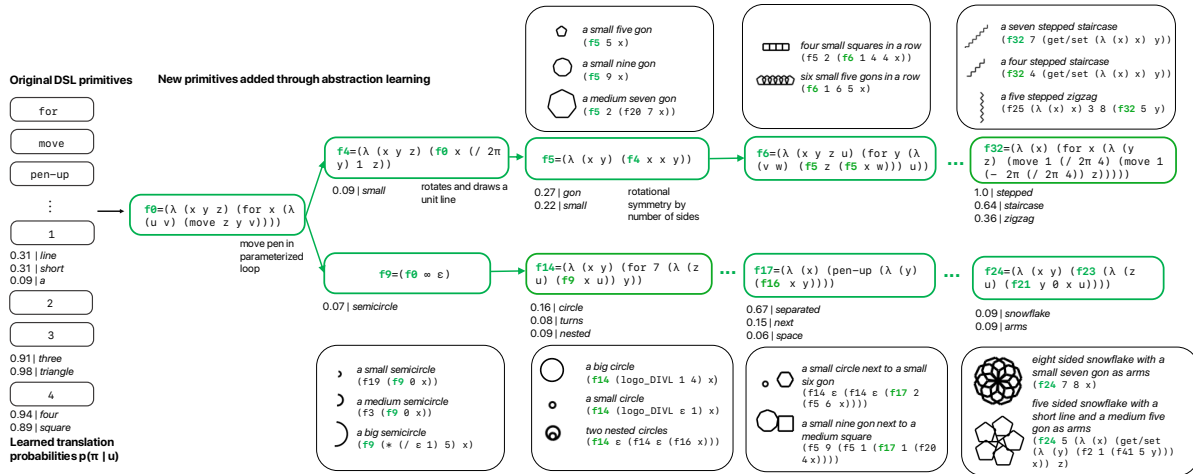 Original DSL primitives
New primitives added through abstraction learning
for
move
pen-up
⋮
1
0.31 | line
0.31 | short
0.09 | a
2
3
0.91 | three
0.98 | triangle
4
0.94 | four
0.89 | square
Learned translation
probabilities p(π | u)
f0=(λ (x y z) (for x (λ
(u v) (move z y v))))
move pen in
parameterized
loop
f4=(λ (x y z) (f0 x (/ 2π
y) 1 z))
0.09 | small
rotates and draws a
unit line
a small five gon
(f5 5 x)
a small nine gon
(f5 9 x)
a medium seven gon
(f5 2 (f20 7 x))
f5=(λ (x y) (f4 x x y))
0.27 | gon
0.22 | small
rotational
symmetry by
number of sides
four small squares in a row
(f5 2 (f6 1 4 4 x))
six small five gons in a row
(f6 1 6 5 x)
f6=(λ (x y z u) (for y (λ
(v w) (f5 z (f5 x w))) u))
...
a seven stepped staircase
(f32 7 (get/set (λ (x) x) y))
a four stepped staircase
(f32 4 (get/set (λ (x) x) y))
a five stepped zigzag
(f25 (λ (x) x) 3 8 (f32 5 y)
f32=(λ (x) (for x (λ (y
z) (move 1 (/ 2π 4) (move 1
(- 2π (/ 2π 4)) z)))))
1.0 | stepped
0.64 | staircase
0.36 | zigzag
f9=(f0 ∞ ε)
0.07 | semicircle
f14=(λ (x y) (for 7 (λ (z
u) (f9 x u)) y))
0.16 | circle
0.08 | turns
0.09 | nested
...
f17=(λ (x) (pen-up (λ (y)
(f16 x y))))
0.67 | separated
0.15 | next
0.06 | space
...
f24=(λ (x y) (f23 (λ (z
u) (f21 y 0 x u))))
0.09 | snowflake
0.09 | arms
a small semicircle
(f19 (f9 0 x))
a medium semicircle
(f3 (f9 0 x))
a big semicircle
(f9 (* (/ ε 1) 5) x)
a big circle
(f14 (logo_DIVL 1 4) x)
a small circle
(f14 (logo_DIVL ε 1) x)
two nested circles
(f14 ε (f14 ε (f16 x)))
a small circle next to a small
six gon
(f14 ε (f14 ε (f17 2
(f5 6 x))))
a small nine gon next to a
medium square
(f5 9 (f5 1 (f17 1 (f20
4 x))))
eight sided snowflake with a
small seven gon as arms
(f24 7 8 x)
five sided snowflake with a
short line and a medium five
gon as arms
(f24 5 (λ (x) (get/set
(λ (y) (f2 1 (f41 5 y)))
x)) z)